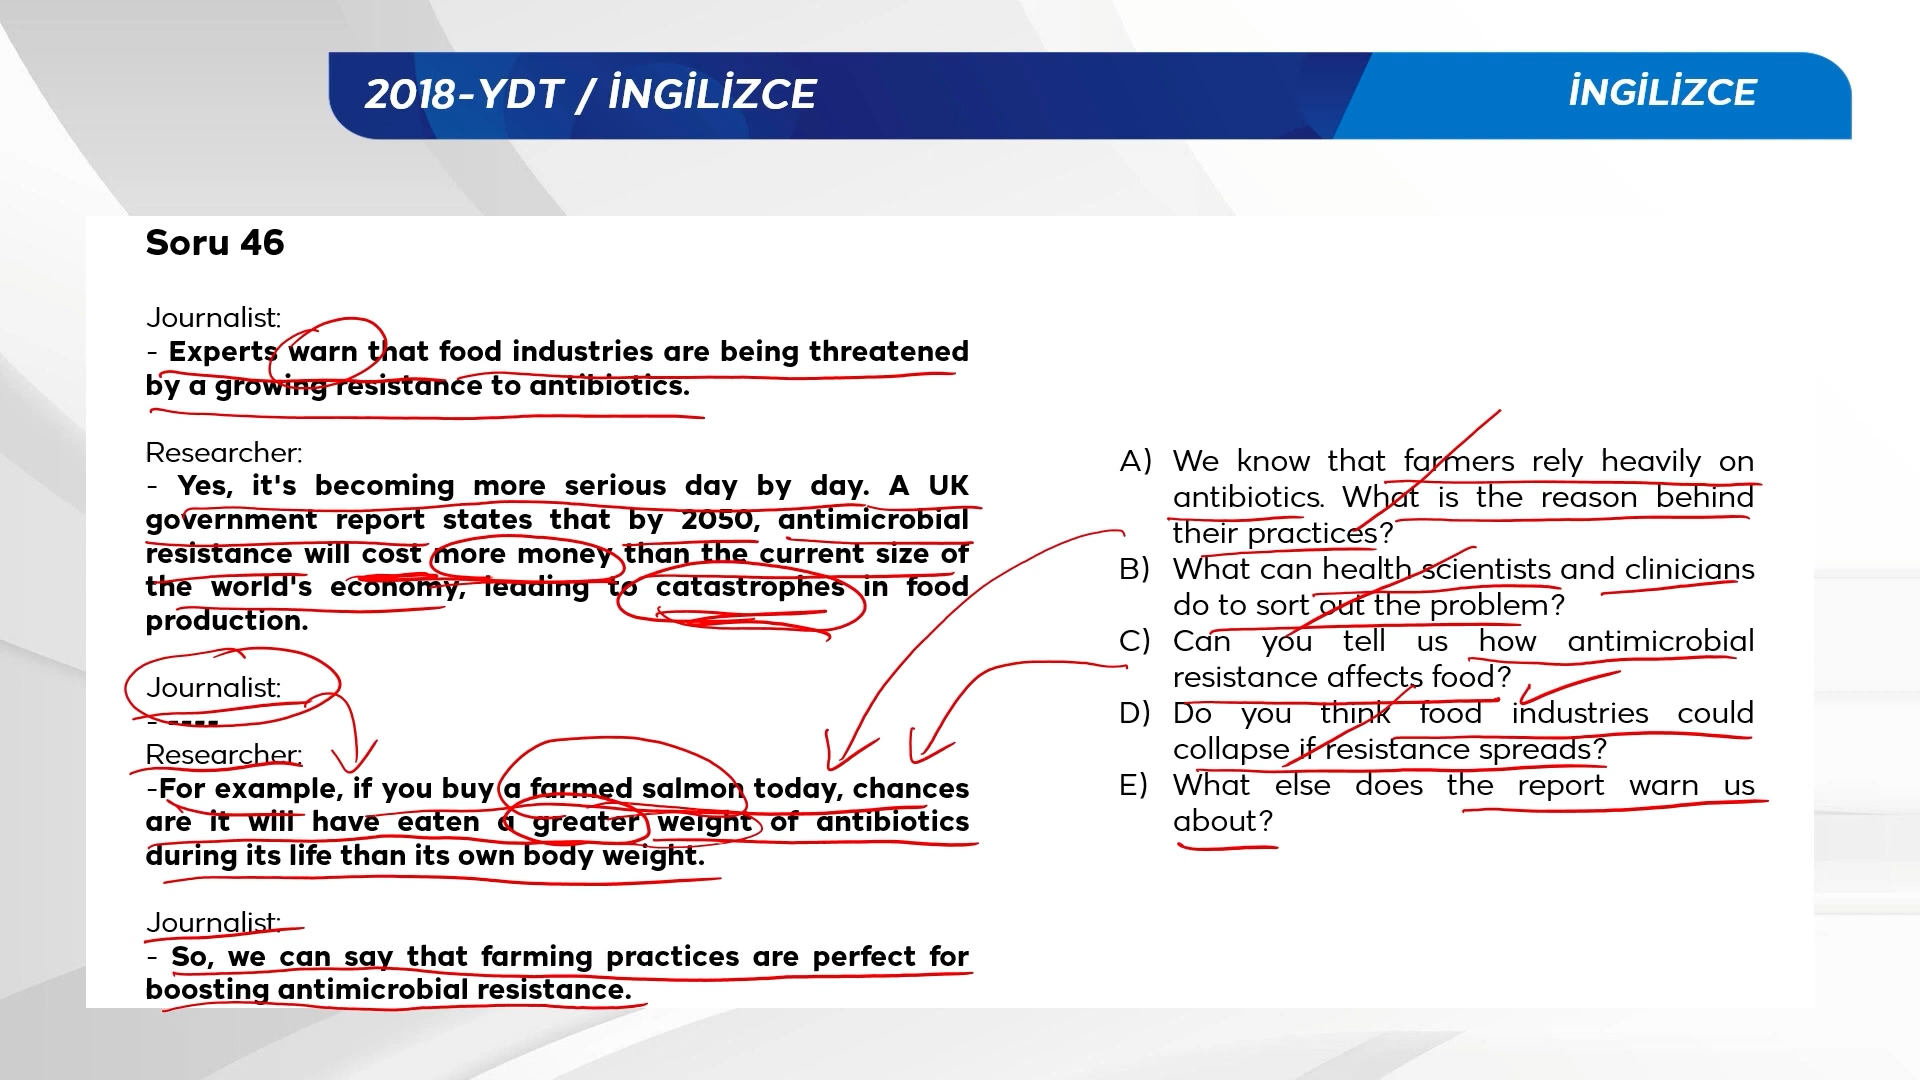 2018-YDT / İNGİLİZCE
İNGİLİZCE
Soru 46
Journalist:
- Experts warn that food industries are being threatened
by a growing resistance to antibiotics.
Researcher:
- Yes, it's becoming more serious day by day. A UK
government report states that by 2050, antimicrobial
resistance will cost more money than the current size of
the world's economy, leading to catastrophes in food
production.
Journalist:
- ----
Researcher:
-For example, if you buy a farmed salmon today, chances
are it will have eaten a greater weight of antibiotics
during its life than its own body weight.
Journalist:
- So, we can say that farming practices are perfect for
boosting antimicrobial resistance.
A) We know that farmers rely heavily on
antibiotics. What is the reason behind
their practices?
B) What can health scientists and clinicians
do to sort out the problem?
C) Can you tell us how antimicrobial
resistance affects food?
D) Do you think food industries could
collapse if resistance spreads?
E) What else does the report warn us
about?